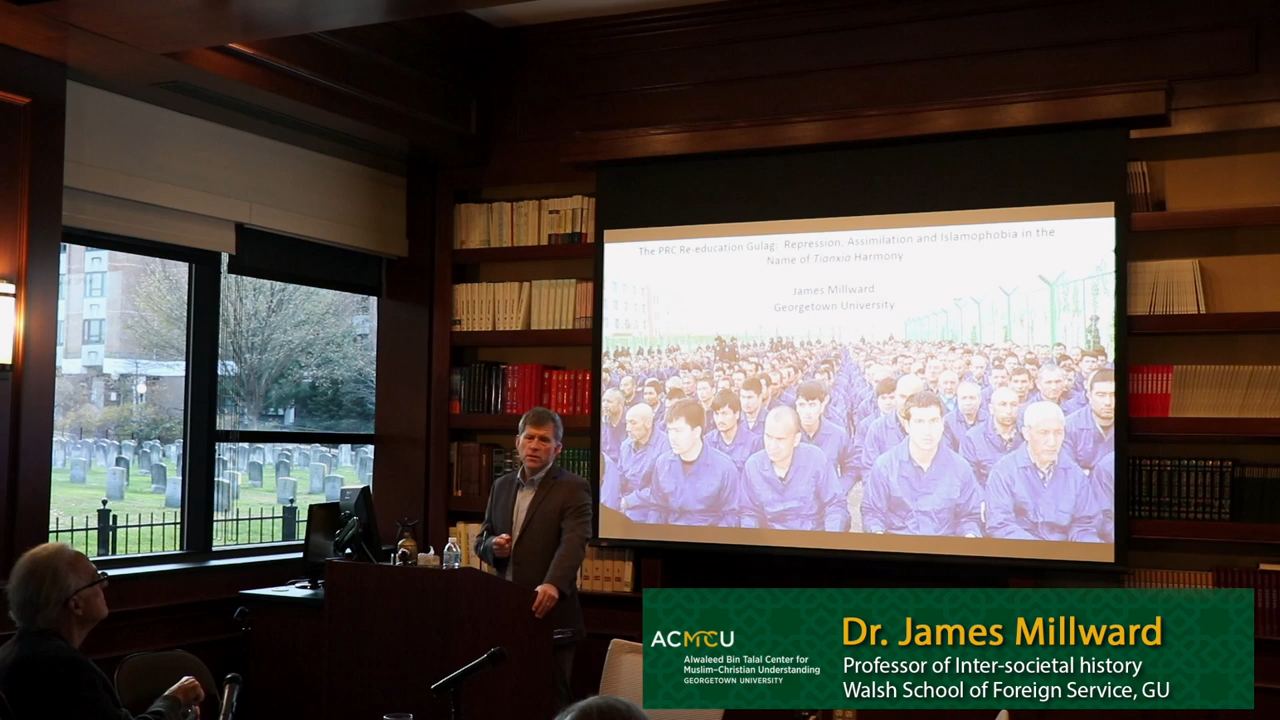 The PRC Re-education Gulag: Repression, Assimilation and Islamophobia in the
Name of Tianxia Harmony
James Millward
Georgetown University
ACMCU
Alwaleed Bin Talal Center for
Muslim–Christian Understanding
GEORGETOWN UNIVERSITY
Dr. James Millward
Professor of Inter-societal history
Walsh School of Foreign Service, GU